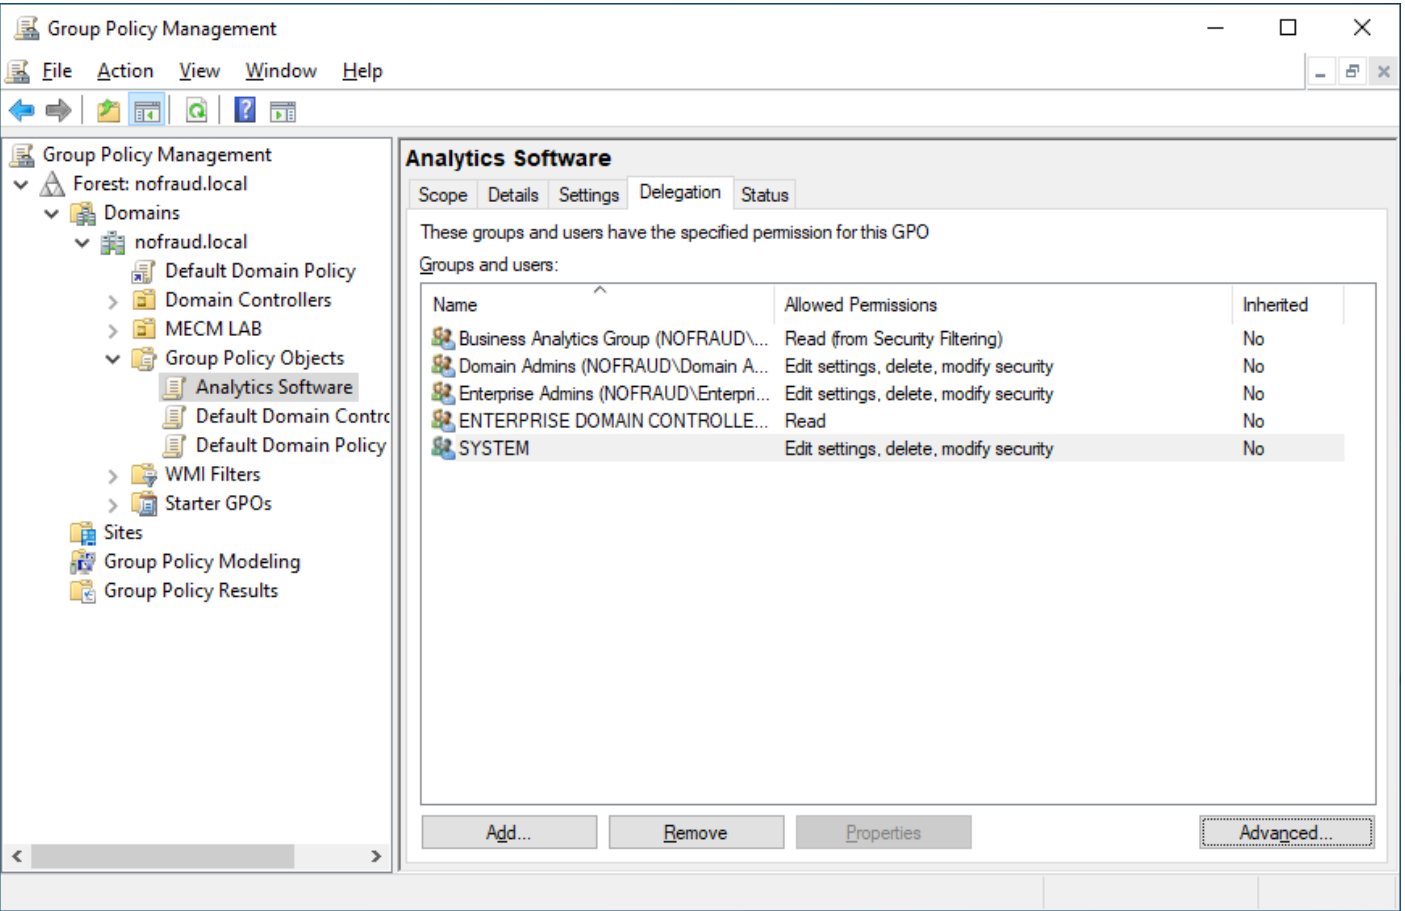 Group Policy Management
File Action View Window Help
Group Policy Management
Forest: nofraud.local
Domains
nofraud.local
Default Domain Policy
Domain Controllers
MECM LAB
Group Policy Objects
Analytics Software
Default Domain Contro
Default Domain Policy
WMI Filters
Starter GPOs
Sites
Group Policy Modeling
Group Policy Results
Analytics Software
Scope Details Settings Delegation Status
These groups and users have the specified permission for this GPO
Groups and users:
Name Allowed Permissions Inherited
Business Analytics Group (NOFRAUD\... Read (from Security Filtering) No
Domain Admins (NOFRAUD\Domain A... Edit settings, delete, modify security No
Enterprise Admins (NOFRAUD\Enterpri... Edit settings, delete, modify security No
ENTERPRISE DOMAIN CONTROLLE... Read No
SYSTEM Edit settings, delete, modify security No
Add... Remove Properties Advanced...